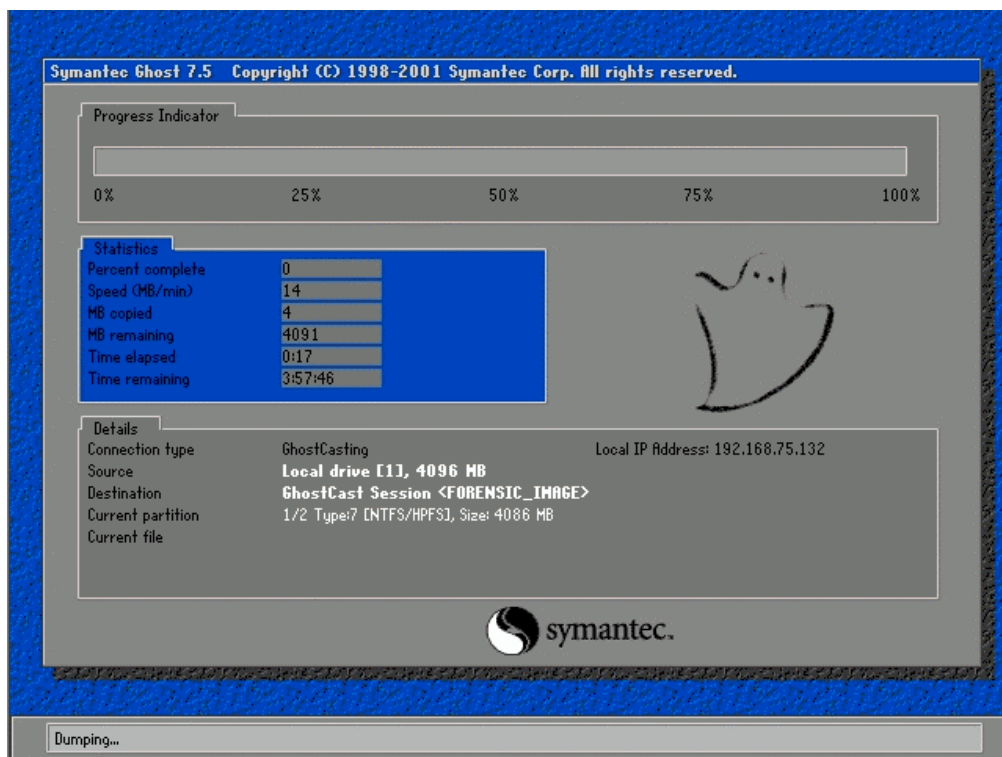 Symantec Ghost 7.5 Copyright (C) 1998-2001 Symantec Corp. All rights reserved.
Progress Indicator
0% 25% 50% 75% 100%
Statistics
Percent complete 0
Speed (MB/min) 14
MB copied 4
MB remaining 4091
Time elapsed 0:17
Time remaining 3:57:46
Details
Connection type GhostCasting Local IP Address: 192.168.75.132
Source Local drive [1], 4096 MB
Destination GhostCast Session <FORENSIC_IMAGE>
Current partition 1/2 Type:7 [NTFS/HPFS], Size: 4086 MB
Current file
symantec.
Dumping...